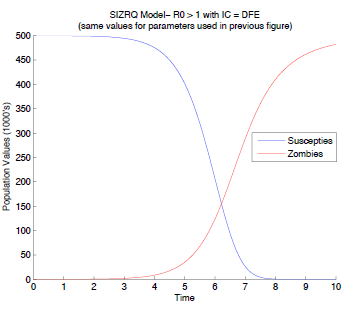 SIZRQ Model– R0 > 1 with IC = DFE
(same values for parameters used in previous figure)
Population Values (1000's)
500
450
400
350
300
250
200
150
100
50
0
Suscepties
Zombies
0 1 2 3 4 5 6 7 8 9 10
Time